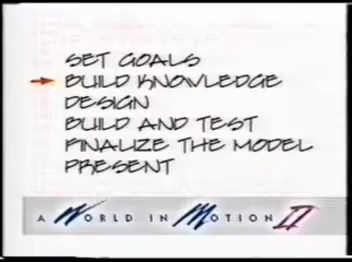 SET GOALS
BUILD KNOWLEDGE
DESIGN
BUILD AND TEST
FINALIZE THE MODEL
PRESENT
A WORLD IN MOTION II